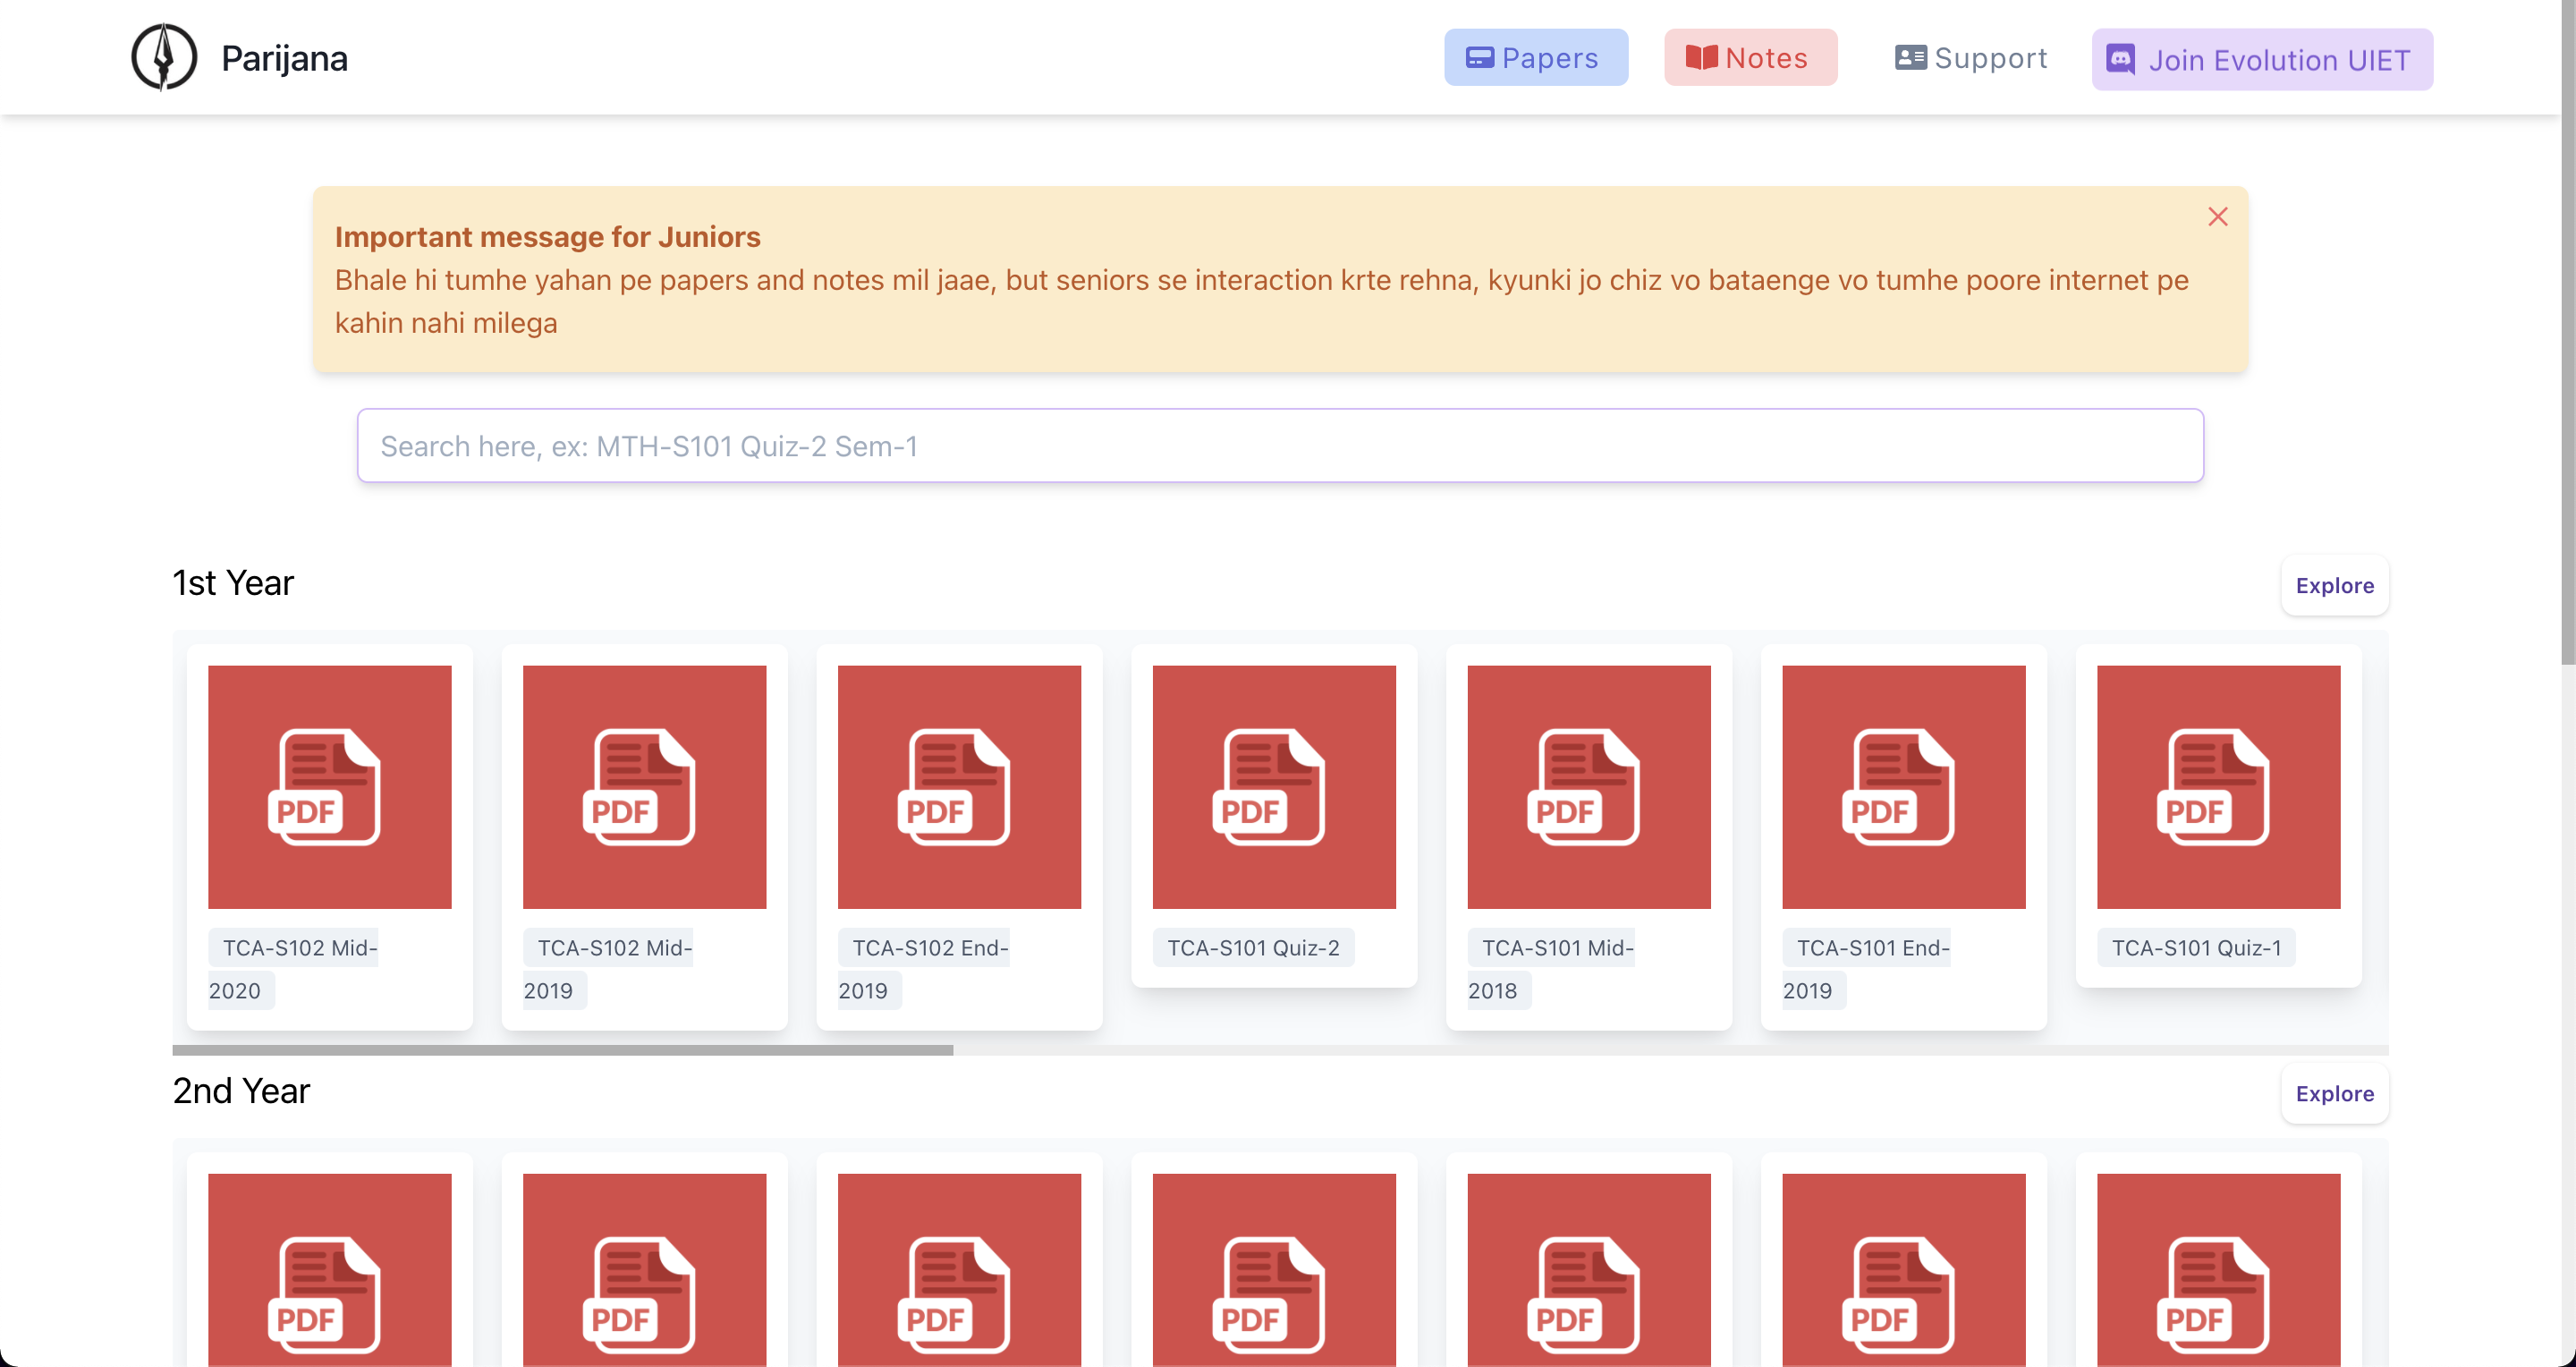 Parijana
Papers
Notes
Support
Join Evolution UIET
Important message for Juniors
Bhale hi tumhe yahan pe papers and notes mil jaae, but seniors se interaction krte rehna, kyunki jo chiz vo bataenge vo tumhe poore internet pe
kahin nahi milega
Search here, ex: MTH-S101 Quiz-2 Sem-1
1st Year
Explore
PDF
PDF
PDF
PDF
PDF
PDF
PDF
TCA-S102 Mid-
2020
TCA-S102 Mid-
2019
TCA-S102 End-
2019
TCA-S101 Quiz-2
TCA-S101 Mid-
2018
TCA-S101 End-
2019
TCA-S101 Quiz-1
2nd Year
Explore
PDF
PDF
PDF
PDF
PDF
PDF
PDF